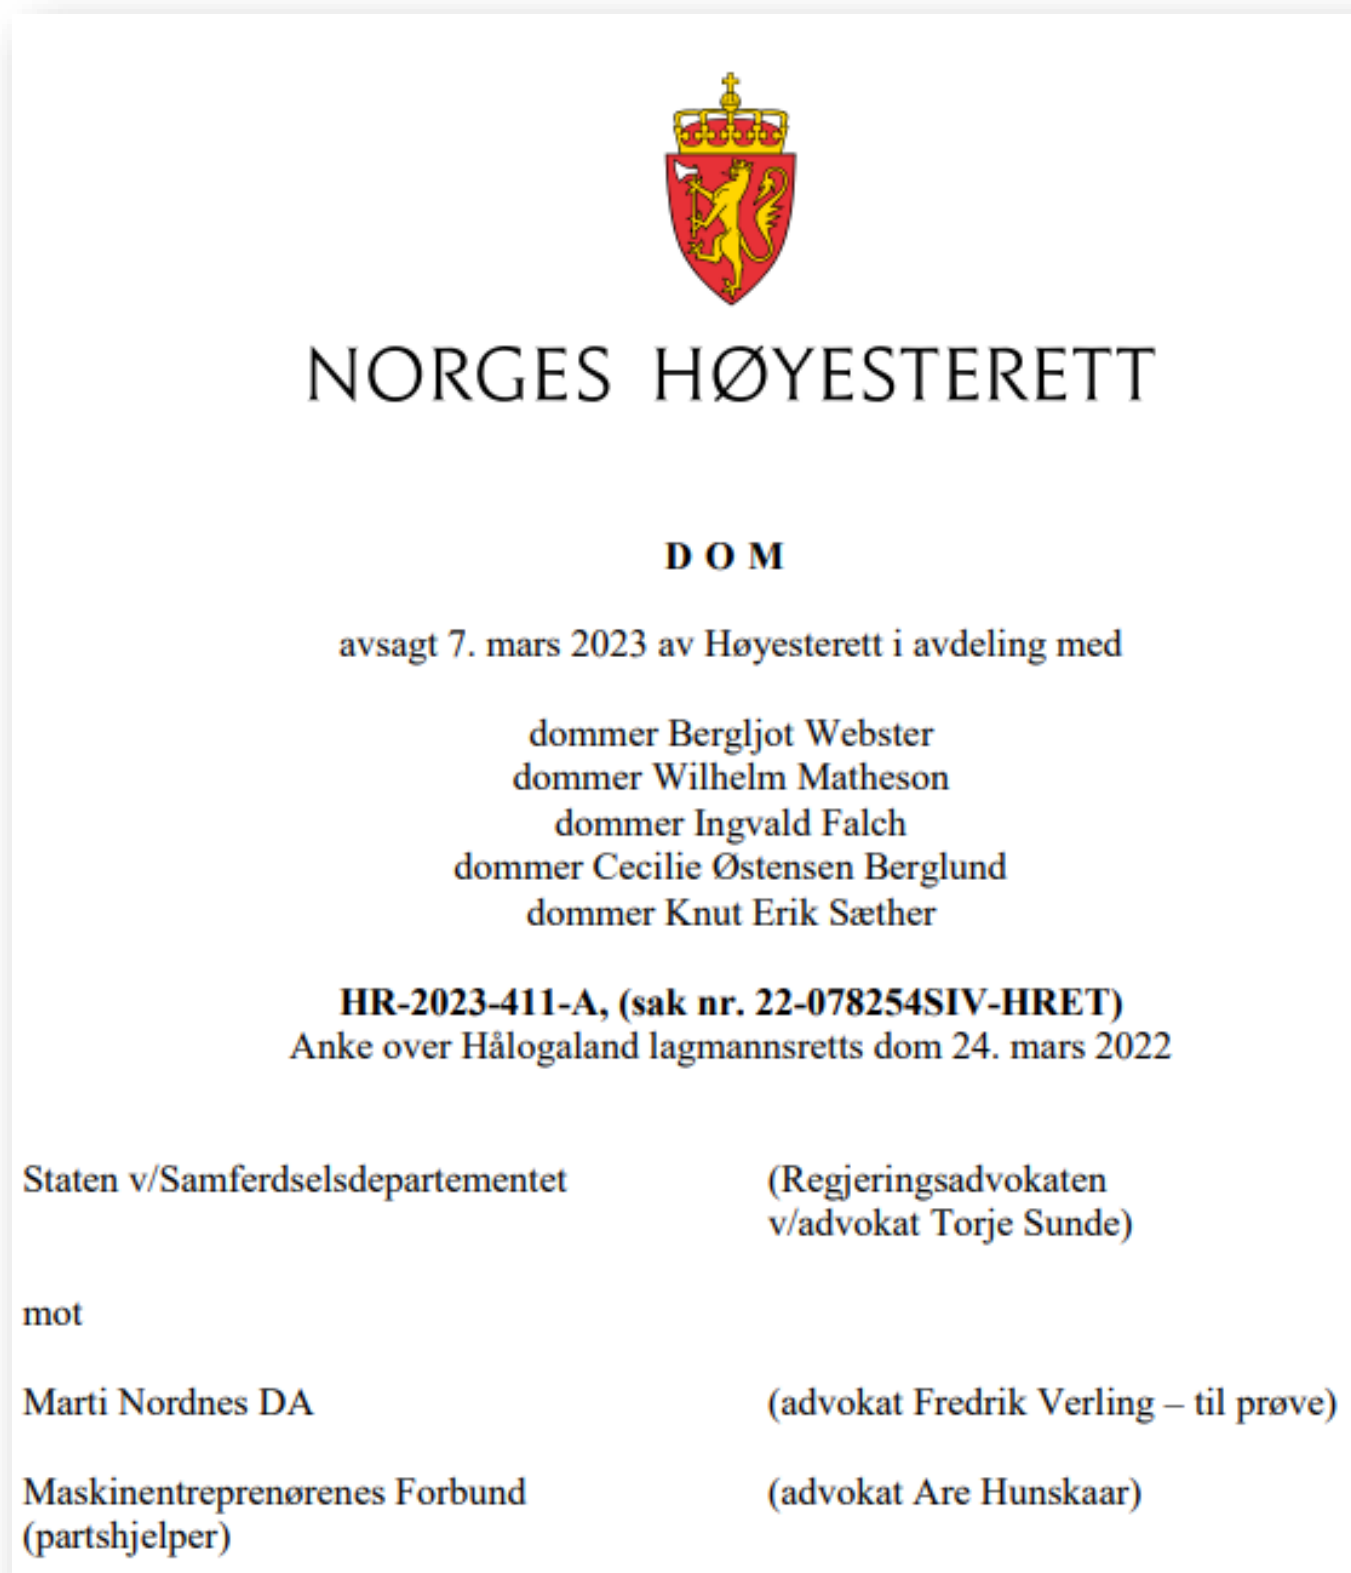 NORGES HØYESTERETT
D O M
avsagt 7. mars 2023 av Høyesterett i avdeling med
dommer Bergljot Webster
dommer Wilhelm Matheson
dommer Ingvald Falch
dommer Cecilie Østensen Berglund
dommer Knut Erik Sæther
HR-2023-411-A, (sak nr. 22-078254SIV-HRET)
Anke over Hålogaland lagmannsretts dom 24. mars 2022
Staten v/Samferdselsdepartementet (Regjeringsadvokaten
v/advokat Torje Sunde)
mot
Marti Nordnes DA (advokat Fredrik Verling – til prøve)
Maskinentreprenørenes Forbund (advokat Are Hunskaar)
(partshjelper)